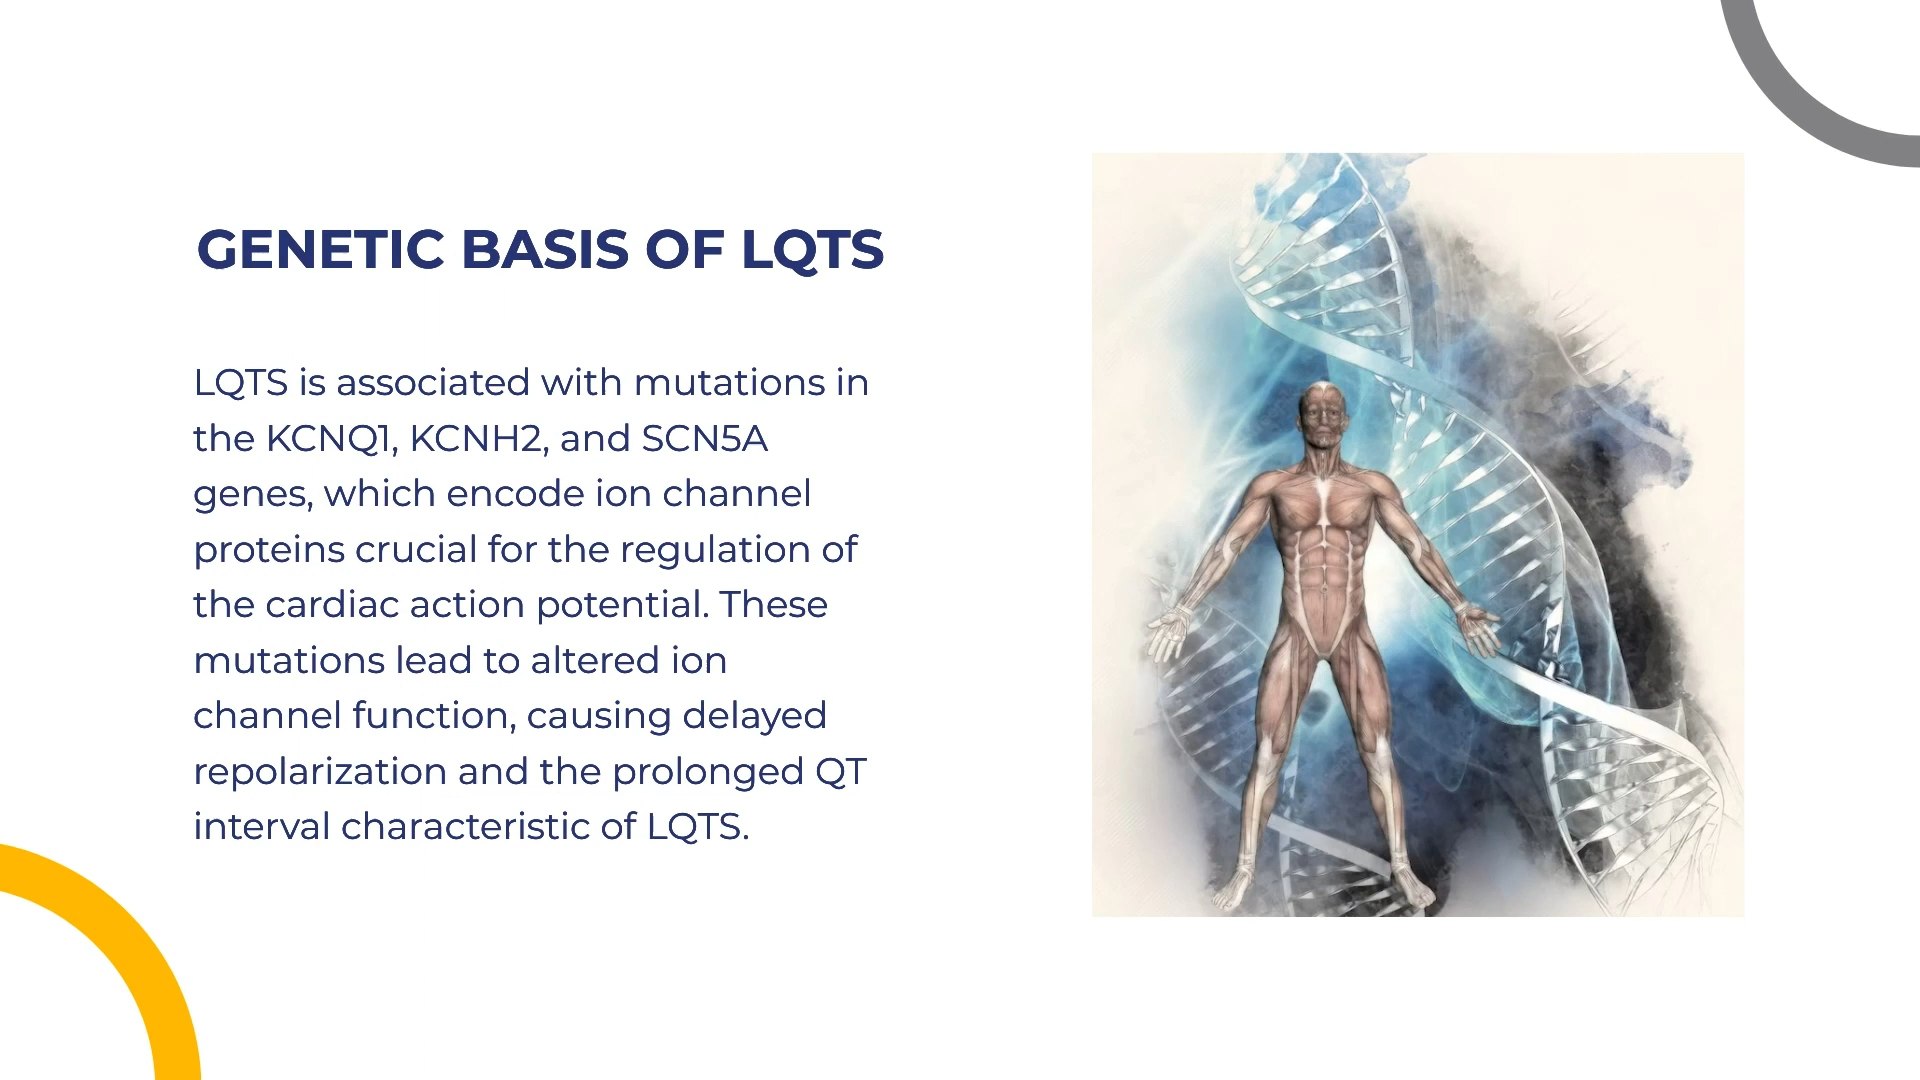 GENETIC BASIS OF LQTS
LQTS is associated with mutations in
the KCNQ1, KCNH2, and SCN5A
genes, which encode ion channel
proteins crucial for the regulation of
the cardiac action potential. These
mutations lead to altered ion
channel function, causing delayed
repolarization and the prolonged QT
interval characteristic of LQTS.